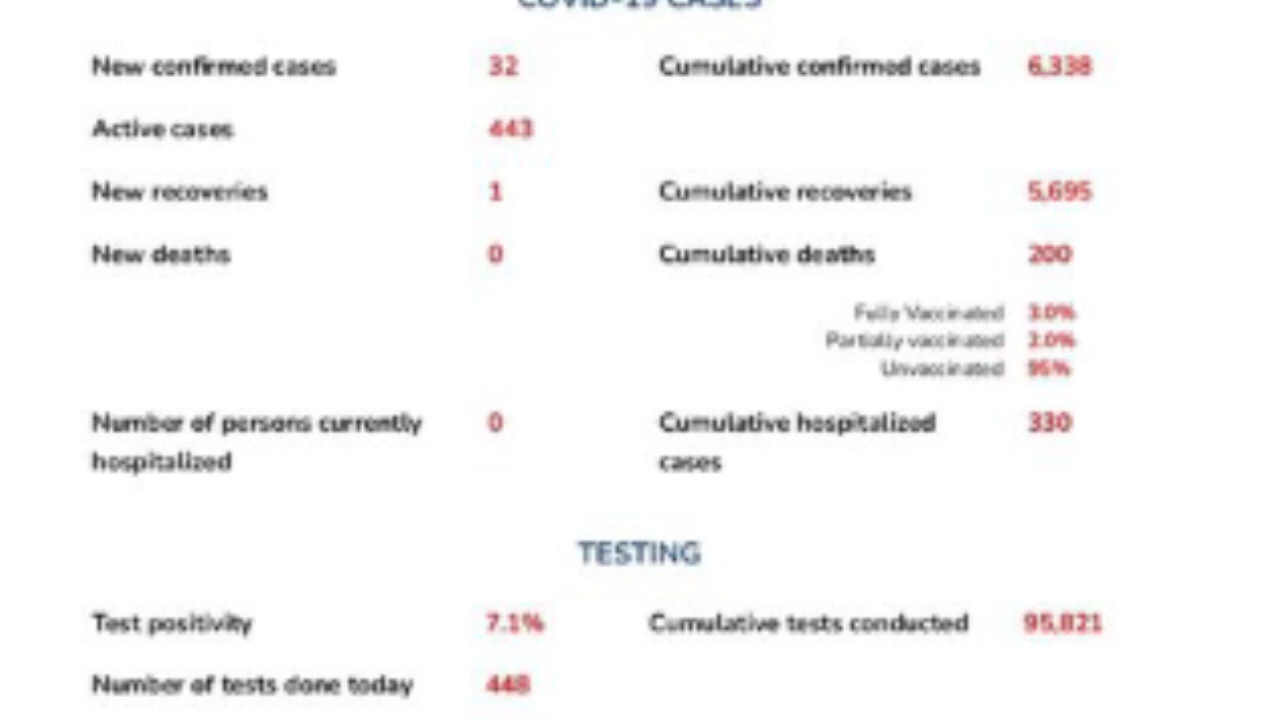 COVID-19 CASES
New confirmed cases 32 Cumulative confirmed cases 6,338
Active cases 443
New recoveries 1 Cumulative recoveries 5,695
New deaths 0 Cumulative deaths 200
Fully Vaccinated 3.0%
Partially vaccinated 2.0%
Unvaccinated 95%
Number of persons currently 0 Cumulative hospitalized 330
hospitalized cases
TESTING
Test positivity 7.1% Cumulative tests conducted 95,821
Number of tests done today 448